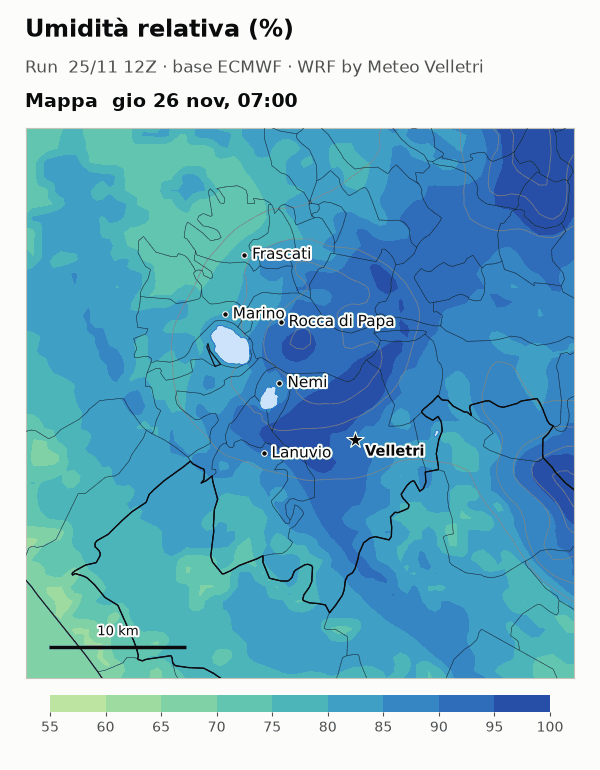 Umidità relativa (%)
Run  25/11 12Z · base ECMWF · WRF by Meteo Velletri
Mappa  gio 26 nov, 07:00
Frascati
Marino
Rocca di Papa
Nemi
Velletri
Lanuvio
10 km
55 60 65 70 75 80 85 90 95 100